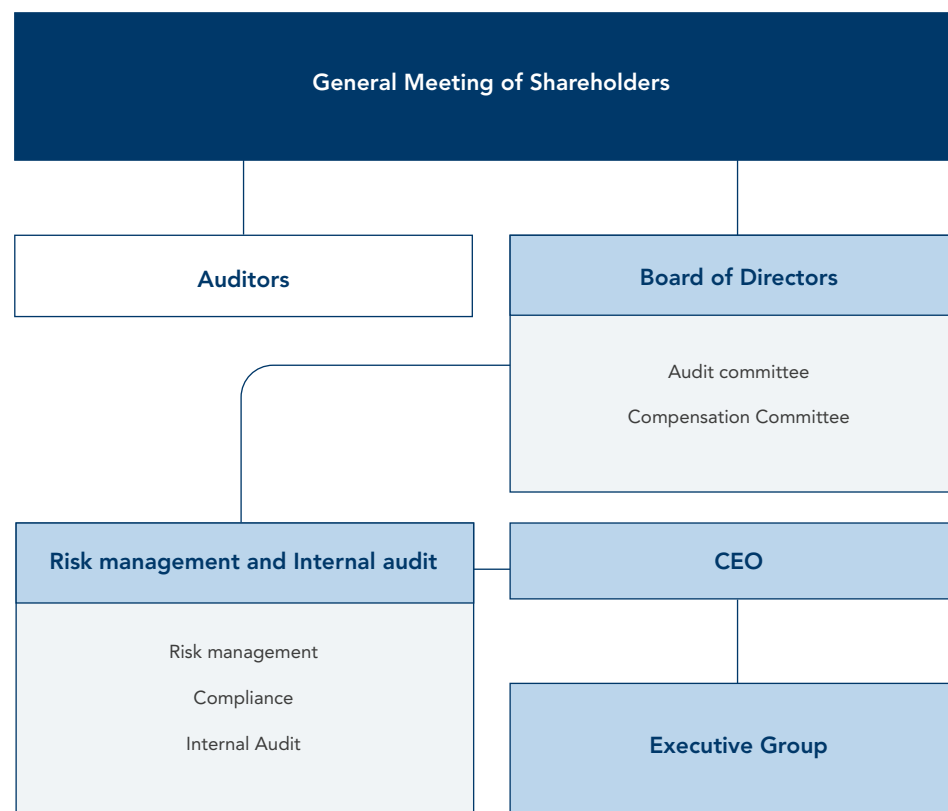 General Meeting of Shareholders
Auditors
Board of Directors
Audit committee
Compensation Committee
Risk management and Internal audit
CEO
Risk management
Compliance
Internal Audit
Executive Group